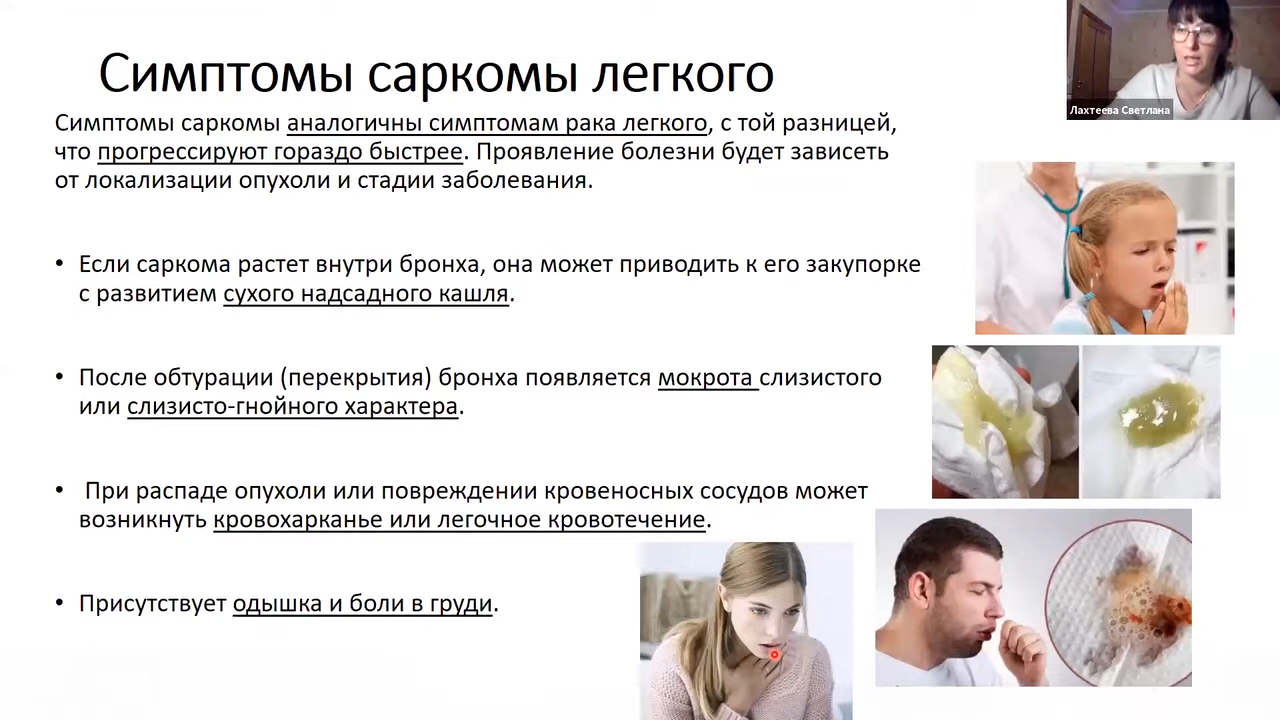 Симптомы саркомы легкого
Лахтеева Светлана
Симптомы саркомы аналогичны симптомам рака легкого, с той разницей,
что прогрессируют гораздо быстрее. Проявление болезни будет зависеть
от локализации опухоли и стадии заболевания.
• Если саркома растет внутри бронха, она может приводить к его закупорке
с развитием сухого надсадного кашля.
• После обтурации (перекрытия) бронха появляется мокрота слизистого
или слизисто-гнойного характера.
• При распаде опухоли или повреждении кровеносных сосудов может
возникнуть кровохарканье или легочное кровотечение.
• Присутствует одышка и боли в груди.